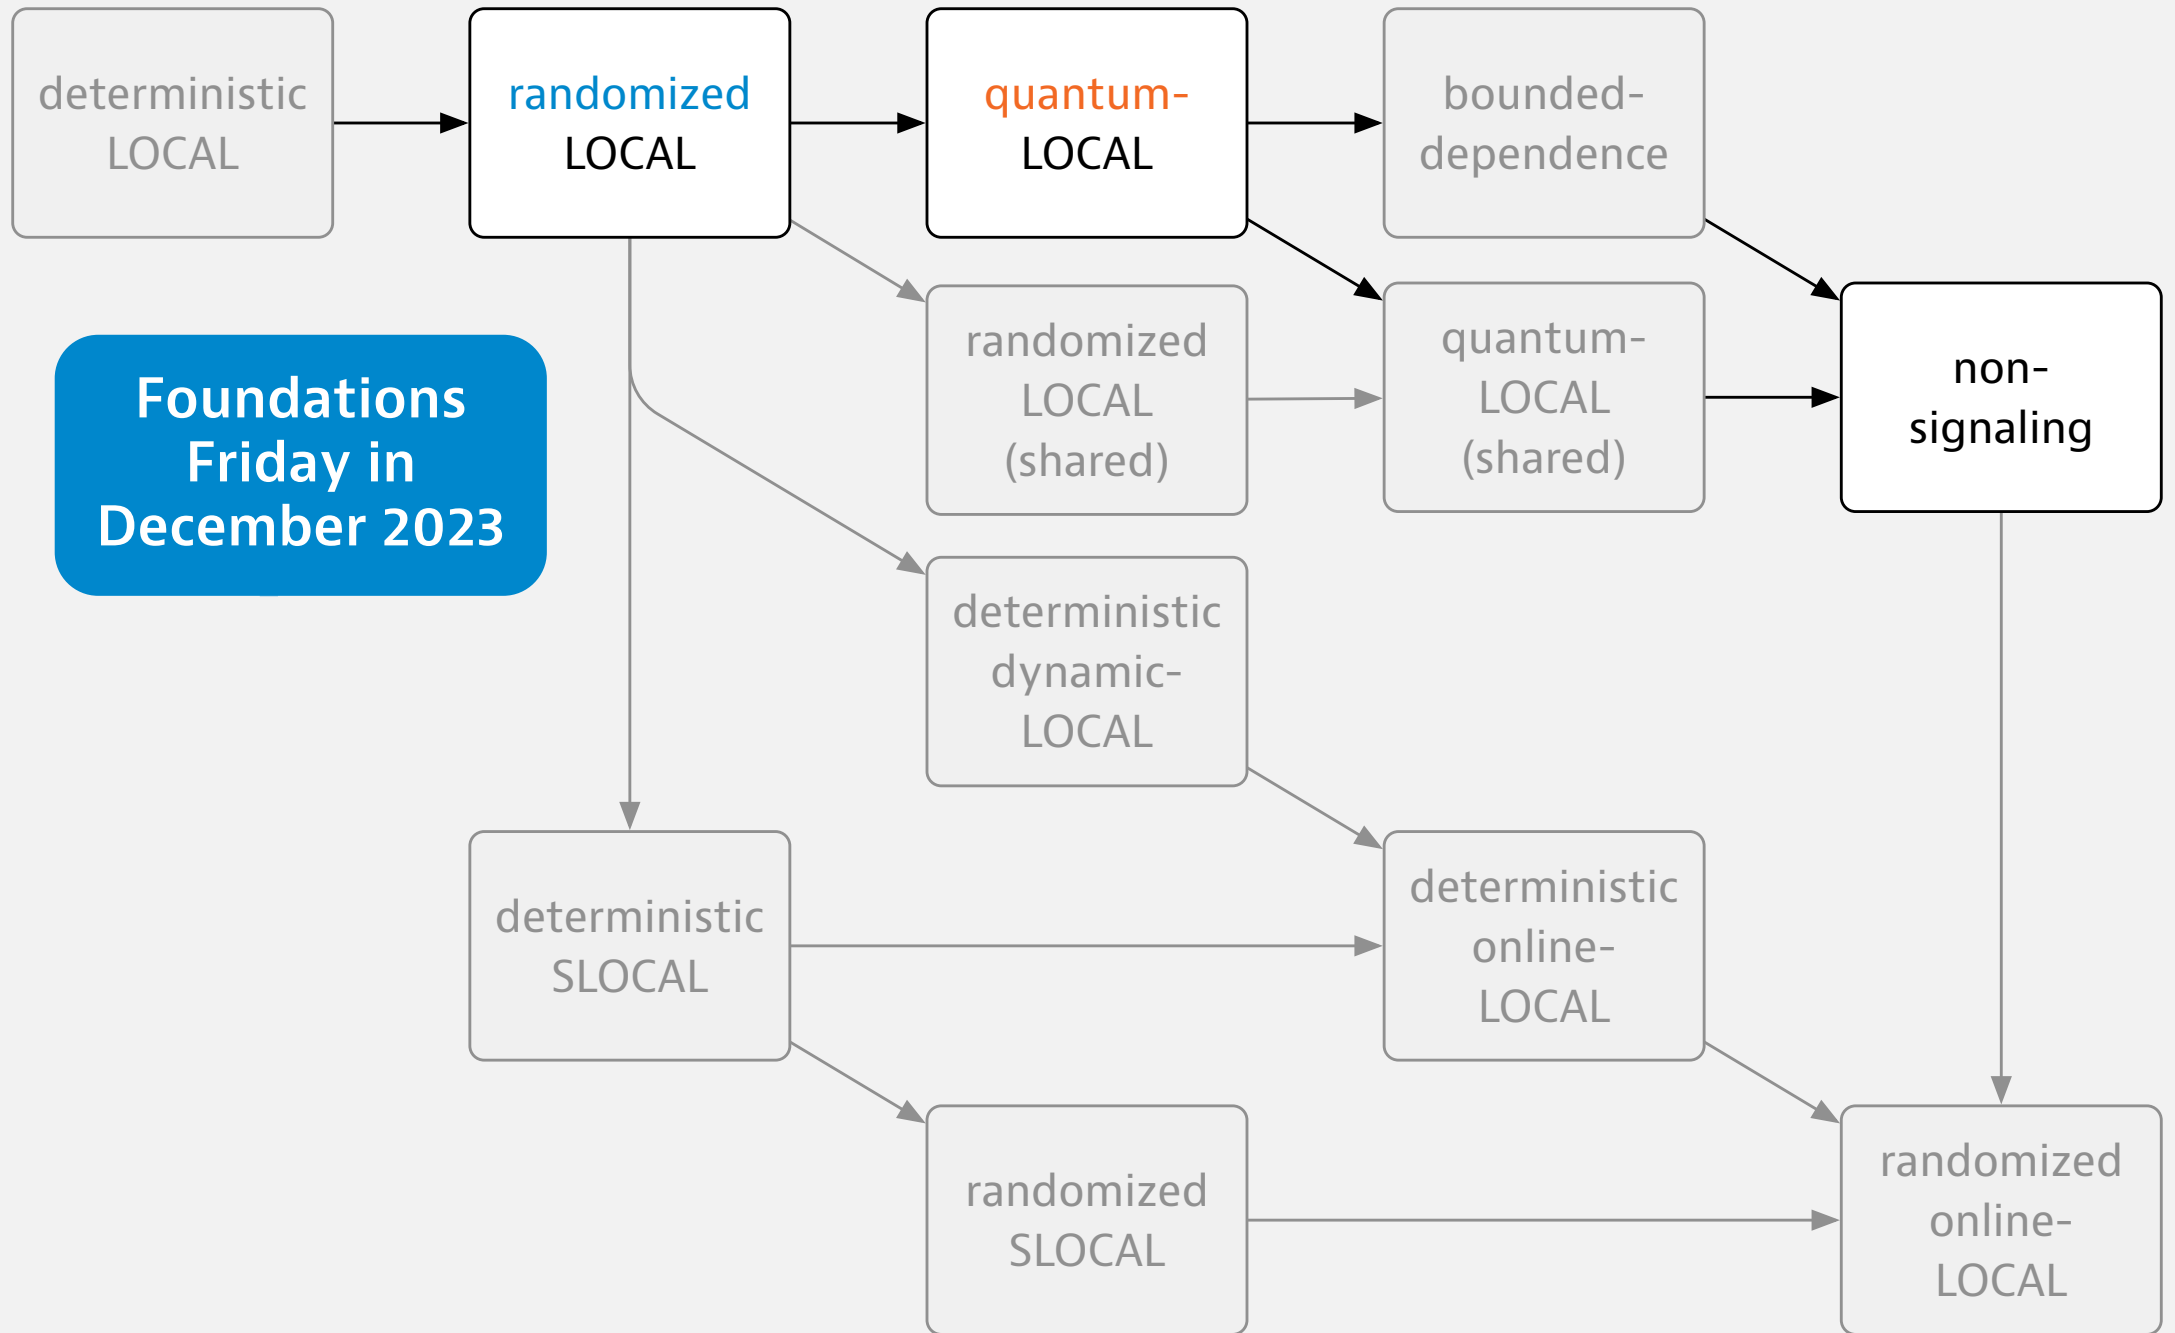 deterministic
LOCAL
randomized
LOCAL
quantum-
LOCAL
bounded-
dependence
randomized
LOCAL
(shared)
quantum-
LOCAL
(shared)
non-
signaling
Foundations
Friday in
December 2023
deterministic
dynamic-
LOCAL
deterministic
SLOCAL
deterministic
online-
LOCAL
randomized
SLOCAL
randomized
online-
LOCAL